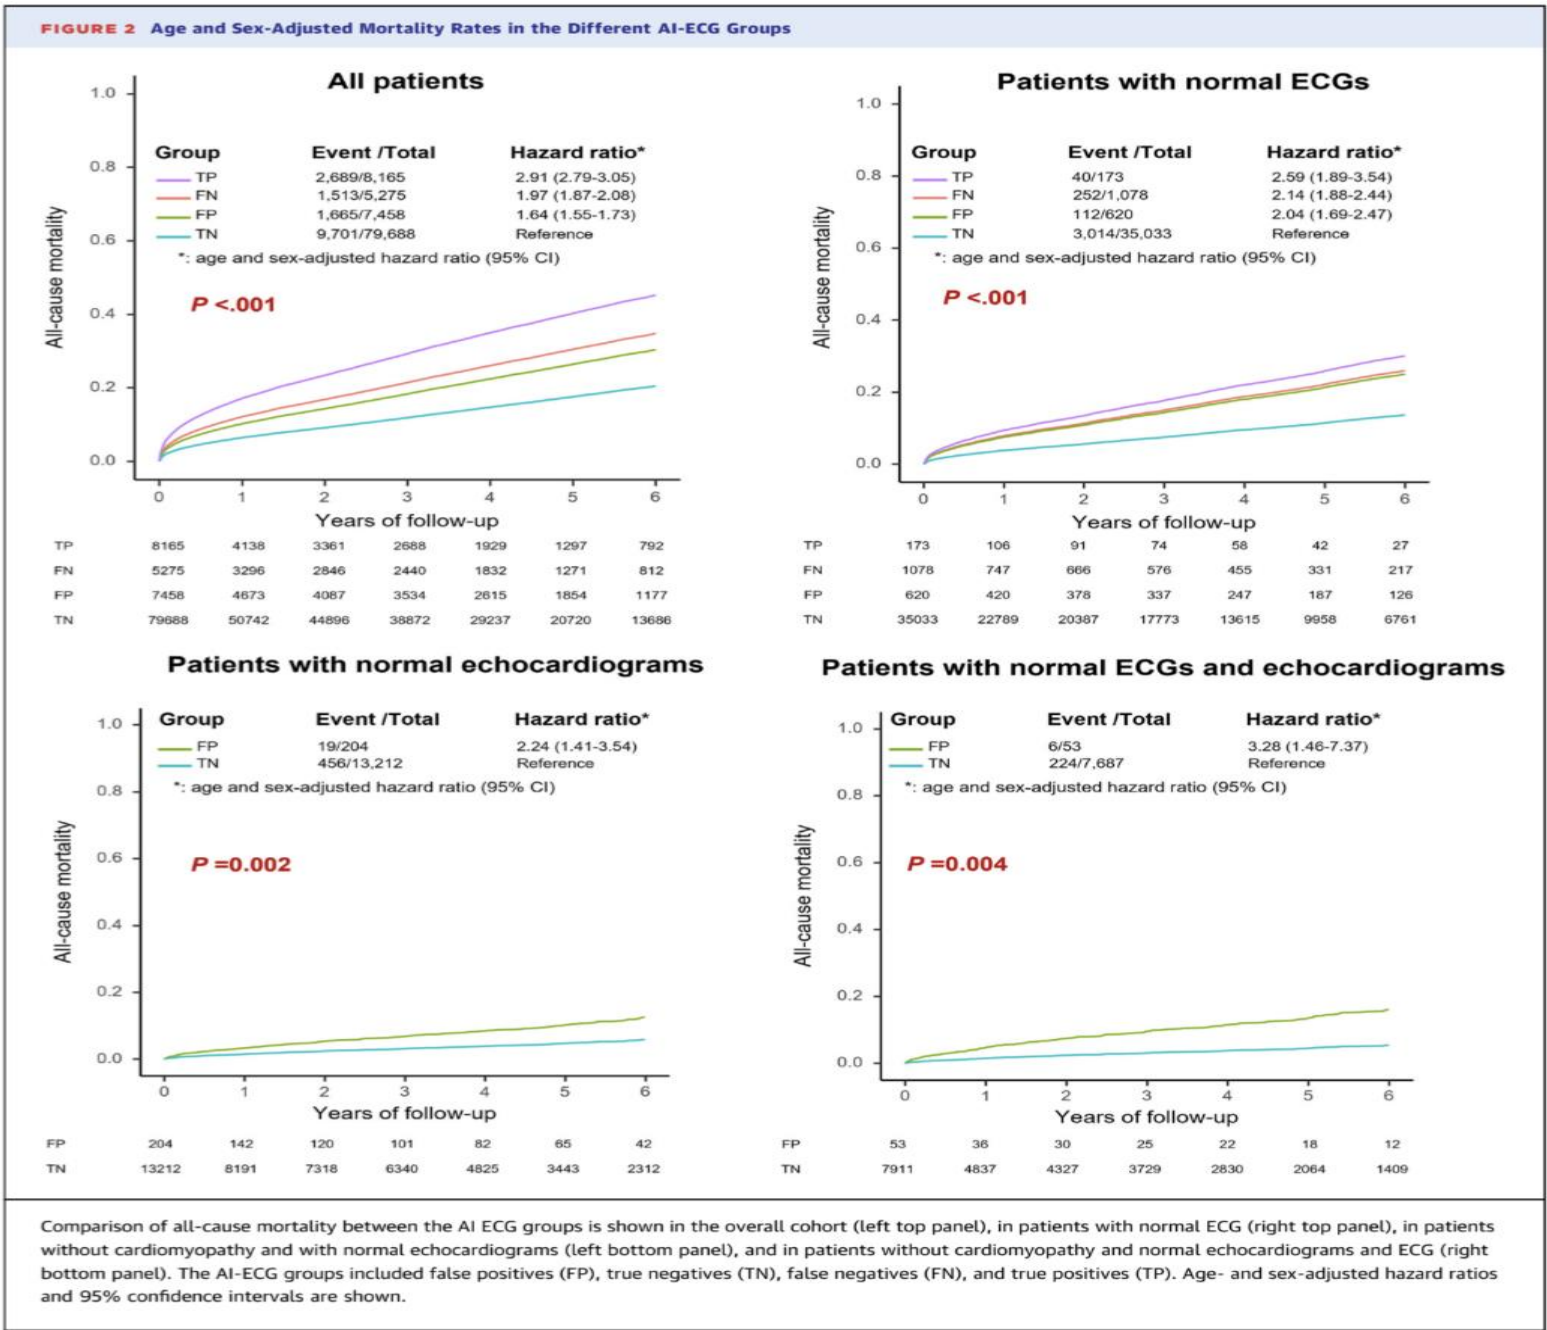 FIGURE 2 Age and Sex-Adjusted Mortality Rates in the Different AI-ECG Groups
All patients
1.0
0.8
0.6
0.4
0.2
0.0
All-cause mortality
Group Event /Total Hazard ratio*
TP 2,689/8,165 2.91 (2.79-3.05)
FN 1,513/5,275 1.97 (1.87-2.08)
FP 1,665/7,458 1.64 (1.55-1.73)
TN 9,701/79,688 Reference
*: age and sex-adjusted hazard ratio (95% CI)
P <.001
0 1 2 3 4 5 6
Years of follow-up
TP 8165 4138 3361 2688 1929 1297 792
FN 5275 3296 2846 2440 1832 1271 812
FP 7458 4673 4087 3534 2615 1854 1177
TN 79688 50742 44896 38872 29237 20720 13686
Patients with normal ECGs
1.0
0.8
0.6
0.4
0.2
0.0
All-cause mortality
Group Event /Total Hazard ratio*
TP 40/173 2.59 (1.89-3.54)
FN 252/1,078 2.14 (1.88-2.44)
FP 112/620 2.04 (1.69-2.47)
TN 3,014/35,033 Reference
*: age and sex-adjusted hazard ratio (95% CI)
P <.001
0 1 2 3 4 5 6
Years of follow-up
TP 173 106 91 74 58 42 27
FN 1078 747 666 576 455 331 217
FP 620 420 378 337 247 187 126
TN 35033 22789 20387 17773 13615 9958 6761
Patients with normal echocardiograms
1.0
0.8
0.6
0.4
0.2
0.0
All-cause mortality
Group Event /Total Hazard ratio*
FP 19/204 2.24 (1.41-3.54)
TN 456/13,212 Reference
*: age and sex-adjusted hazard ratio (95% CI)
P =0.002
0 1 2 3 4 5 6
Years of follow-up
FP 204 142 120 101 82 65 42
TN 13212 8191 7318 6340 4825 3443 2312
Patients with normal ECGs and echocardiograms
1.0
0.8
0.6
0.4
0.2
0.0
All-cause mortality
Group Event /Total Hazard ratio*
FP 6/53 3.28 (1.46-7.37)
TN 224/7,687 Reference
*: age and sex-adjusted hazard ratio (95% CI)
P =0.004
0 1 2 3 4 5 6
Years of follow-up
FP 53 36 30 25 22 18 12
TN 7911 4837 4327 3729 2830 2064 1409
Comparison of all-cause mortality between the AI ECG groups is shown in the overall cohort (left top panel), in patients with normal ECG (right top panel), in patients
without cardiomyopathy and with normal echocardiograms (left bottom panel), and in patients without cardiomyopathy and normal echocardiograms and ECG (right
bottom panel). The AI-ECG groups included false positives (FP), true negatives (TN), false negatives (FN), and true positives (TP). Age- and sex-adjusted hazard ratios
and 95% confidence intervals are shown.